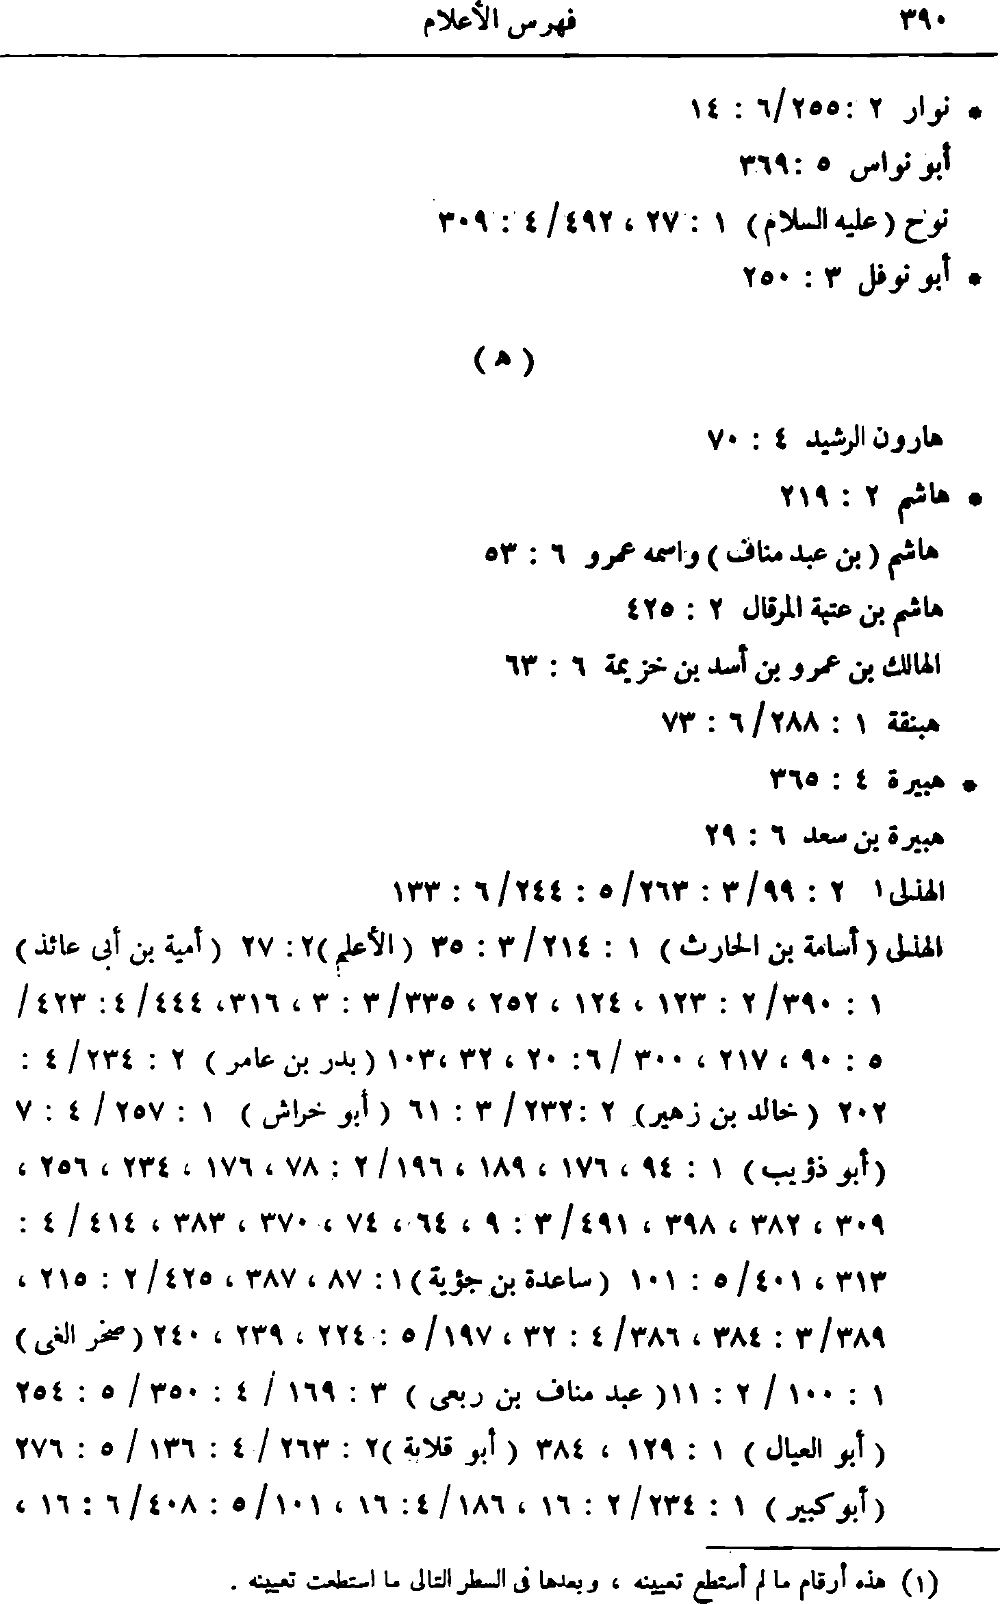 ٣٩٠ فهرس الأعلام
* نوار ٢ : ٢٥٥/ ٦ : ١٤
أبو نواس ٥ : ٣٦٩
نوح ( عليه السلام ) ١ : ٢٧ ، ٤٩٢/ ٤ : ٣٠٩
* أبو نوفل ٣ : ٢٥٠
( ه )
هارون الرشيد ٤ : ٧٠
* هاشم ٢ : ٢١٩
هاشم ( بن عبد مناف ) واسمه عمرو ٦ : ٥٣
هاشم بن عتبة المرقال ٢ : ٤٢٥
الهالك بن عمرو بن أسد بن خزيمة ٦ : ٦٣
هبنقة ١ : ٢٨٨/ ٦ : ٧٣
* هبيرة ٤ : ٣٦٥
هبيرة بن سعد ٦ : ٢٩
الهذلى١ ٢ : ٩٩/ ٣ : ٢٦٣/ ٥ : ٢٤٤/ ٦ : ١٣٣
الهذلى ( أسامة بن الحارث ) ١ : ٢١٤/ ٣ : ٣٥ ( الأعلم ) ٢ : ٢٧ ( أمية بن أبى عائذ )
١ : ٣٩٠/ ٢ : ١٢٣ ، ١٢٤ ، ٢٥٢ ، ٣٣٥/ ٣ : ٣ ، ٣١٦، ٤٤٤/ ٤ : ٤٢٣/
٥ : ٩٠ ، ٢١٧ ، ٣٠٠ / ٦ : ٢٠ ، ٣٢ ،١٠٣ ( بدر بن عامر ) ٢ : ٢٣٤/ ٤ :
٢٠٢ ( خالد بن زهير ) ٢ : ٢٣٢/ ٣ : ٦١ ( أبو خراش ) ١ : ٢٥٧/ ٤ : ٧
( أبو ذؤيب ) ١ : ٩٤ ، ١٧٦ ، ١٨٩ ، ١٩٦/ ٢ : ٧٨ ، ١٧٦ ، ٢٣٤ ، ٢٥٦ ،
٣٠٩ ، ٣٨٢ ، ٣٩٨ ، ٤٩١/ ٣ : ٩ ، ٦٤ ، ٧٤ ، ٣٧٠ ، ٣٨٣ ، ٤١٤/ ٤ :
٣١٣ ، ٤٠١/ ٥ : ١٠١ ( ساعدة بن جؤية ) ١ : ٨٧ ، ٣٨٧ ، ٤٢٥/ ٢ : ٢١٥ ،
٣٨٩/ ٣ : ٣٨٤ ، ٣٨٦/ ٤ : ٣٢ ، ١٩٧/ ٥ : ٢٢٤ ، ٢٣٩ ، ٢٤٠ ( صخر الغى )
١ : ١٠٠ / ٢ : ١١ ( عبد مناف بن ربعى ) ٣ : ١٦٩ / ٤ : ٣٥٠ / ٥ : ٢٥٤
( أبو العيال ) ١ : ١٢٩ ، ٣٨٤ ( أبو قلابة ) ٢ : ٢٦٣ / ٤ : ١٣٦ / ٥ : ٢٧٦
( أبو كبير ) ١ : ٢٣٤/ ٢ : ١٦ ، ١٨٦/ ٤ : ١٦ ، ١٠١/ ٥ : ٤٠٨/ ٦ : ١٦ ،
(١) هذه أرقام ما لم أستطع تعيينه ، وبعدها فى السطر التالى ما استطعت تعيينه .